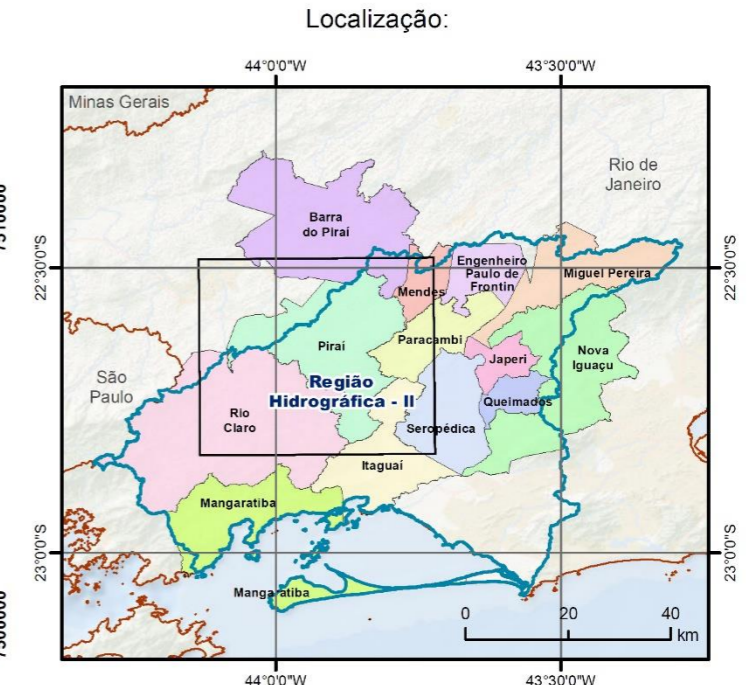 Localização:
44°0'0"W
43°30'0"W
Minas Gerais
Rio de
Janeiro
7510000
Barra
do Piraí
22°30'0"S
22°30'0"S
Engenheiro
Paulo de
Frontin
Miguel Pereira
Mendes
Piraí
Paracambi
Japeri
Nova
Iguaçu
São
Paulo
Região
Hidrográfica - II
Queimados
Rio
Claro
Seropédica
Itaguaí
Mangaratiba
23°0'0"S
23°0'0"S
Mangaratiba
0
20
40
km
44°0'0"W
43°30'0"W